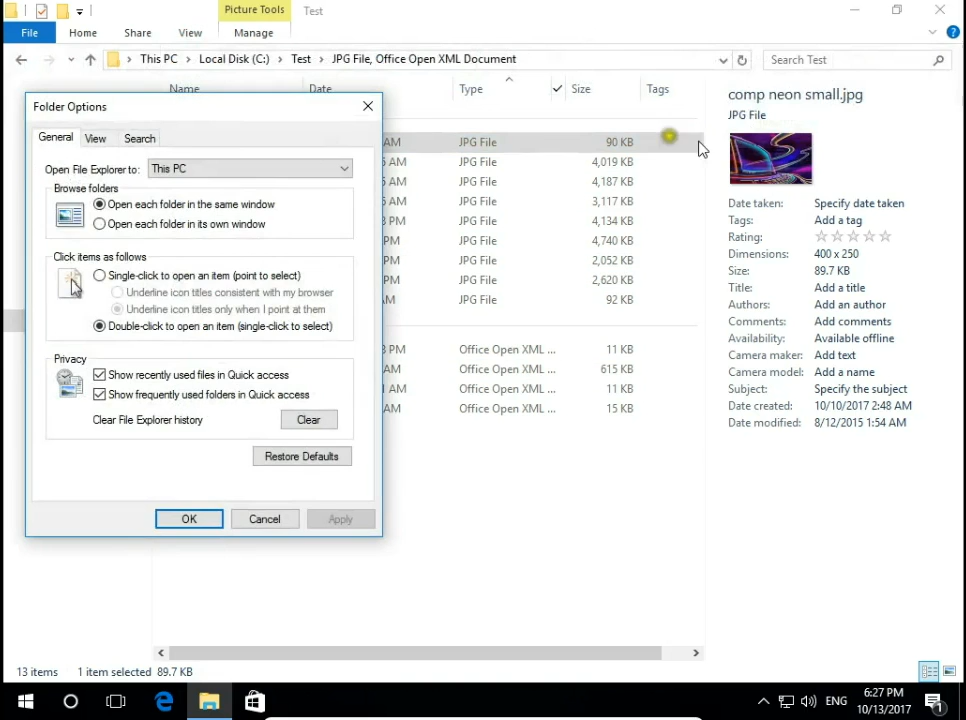 Picture Tools
Test
File
Home
Share
View
Manage
This PC > Local Disk (C:) > Test > JPG File, Office Open XML Document
Search Test
Name
Date
Type
Size
Tags
Folder Options
General
View
Search
Open File Explorer to:
This PC
Browse folders
Open each folder in the same window
Open each folder in its own window
Click items as follows
Single-click to open an item (point to select)
Underline icon titles consistent with my browser
Underline icon titles only when I point at them
Double-click to open an item (single-click to select)
Privacy
Show recently used files in Quick access
Show frequently used folders in Quick access
Clear File Explorer history
Clear
Restore Defaults
OK
Cancel
Apply
AM JPG File 90 KB
AM JPG File 4,019 KB
AM JPG File 4,187 KB
AM JPG File 3,117 KB
PM JPG File 4,134 KB
PM JPG File 4,740 KB
PM JPG File 2,052 KB
PM JPG File 2,620 KB
AM JPG File 92 KB
PM Office Open XML ... 11 KB
AM Office Open XML ... 615 KB
AM Office Open XML ... 11 KB
AM Office Open XML ... 15 KB
comp neon small.jpg
JPG File
Date taken: Specify date taken
Tags: Add a tag
Rating:
Dimensions: 400 x 250
Size: 89.7 KB
Title: Add a title
Authors: Add an author
Comments: Add comments
Availability: Available offline
Camera maker: Add text
Camera model: Add a name
Subject: Specify the subject
Date created: 10/10/2017 2:48 AM
Date modified: 8/12/2015 1:54 AM
13 items
1 item selected 89.7 KB
ENG
6:27 PM
10/13/2017
1